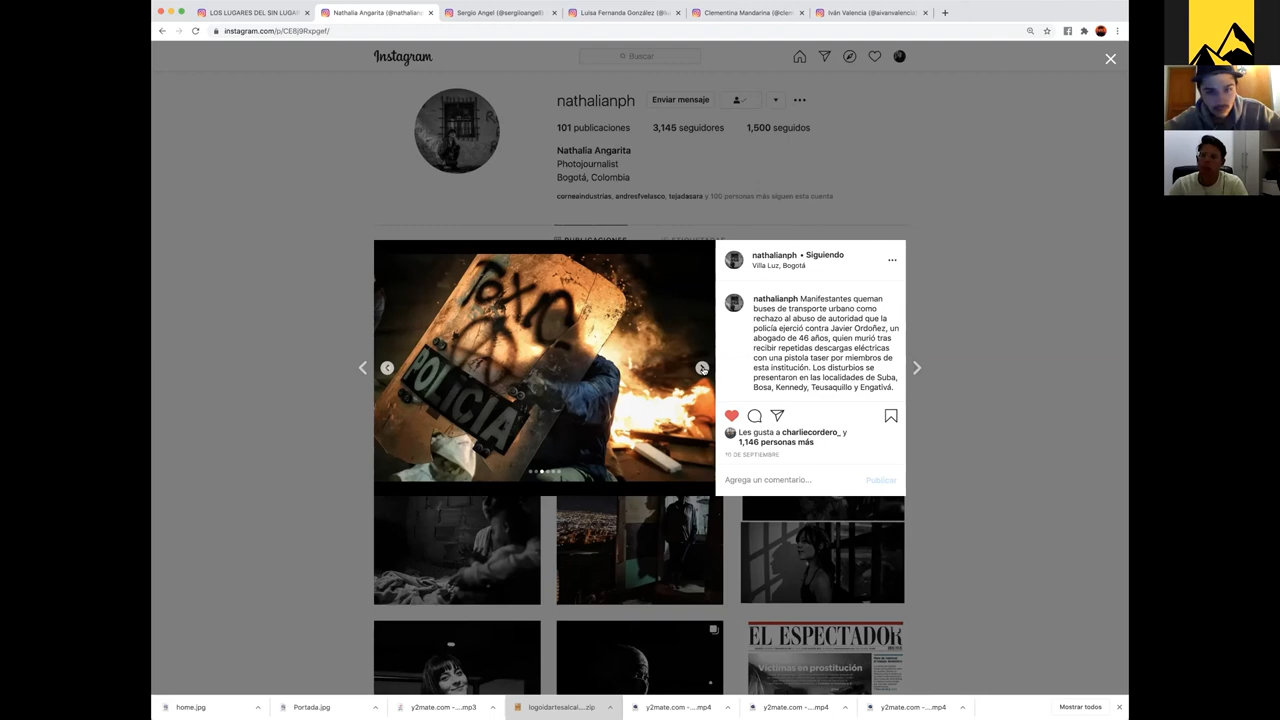 LOS LUGARES DEL SIN LUGAR
Nathalia Angarita (@nathalian
Sergio Angel (@sergiioangell)
Luisa Fernanda González (@lu
Clementina Mandarina (@clem
Iván Valencia (@aivanvalencia)
instagram.com/p/CE8j9Rxpgef/
Instagram
Buscar
nathalianph
Enviar mensaje
101 publicaciones
3,145 seguidores
1,500 seguidos
Nathalia Angarita
Photojournalist
Bogotá, Colombia
corneaindustrias, andresfvelasco, tejadasara y 100 personas más siguen esta cuenta
PUBLICACIONES
ETIQUETADAS
POLICIA
nathalianph • Siguiendo
Villa Luz, Bogotá
nathalianph Manifestantes queman
buses de transporte urbano como
rechazo al abuso de autoridad que la
policía ejerció contra Javier Ordoñez, un
abogado de 46 años, quien murió tras
recibir repetidas descargas eléctricas
con una pistola taser por miembros de
esta institución. Los disturbios se
presentaron en las localidades de Suba,
Bosa, Kennedy, Teusaquillo y Engativá.
Les gusta a charliecordero_ y
1,146 personas más
10 DE SEPTIEMBRE
Agrega un comentario...
Publicar
EL ESPECTADOR
Víctimas en prostitución
home.jpg
Portada.jpg
y2mate.com -....mp3
logoidartesalcai....zip
y2mate.com -....mp4
y2mate.com -....mp4
y2mate.com -....mp4
Mostrar todos